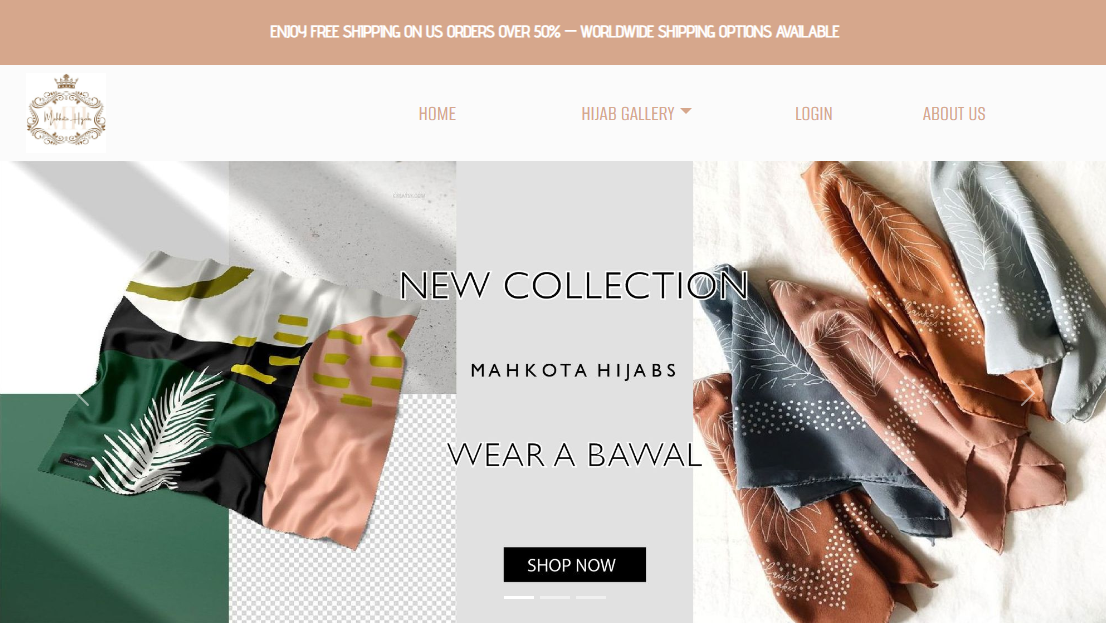 ENJOY FREE SHIPPING ON US ORDERS OVER 50% — WORLDWIDE SHIPPING OPTIONS AVAILABLE
Mahkota Hijabs
HOME
HIJAB GALLERY
LOGIN
ABOUT US
NEW COLLECTION
MAHKOTA HIJABS
WEAR A BAWAL
SHOP NOW